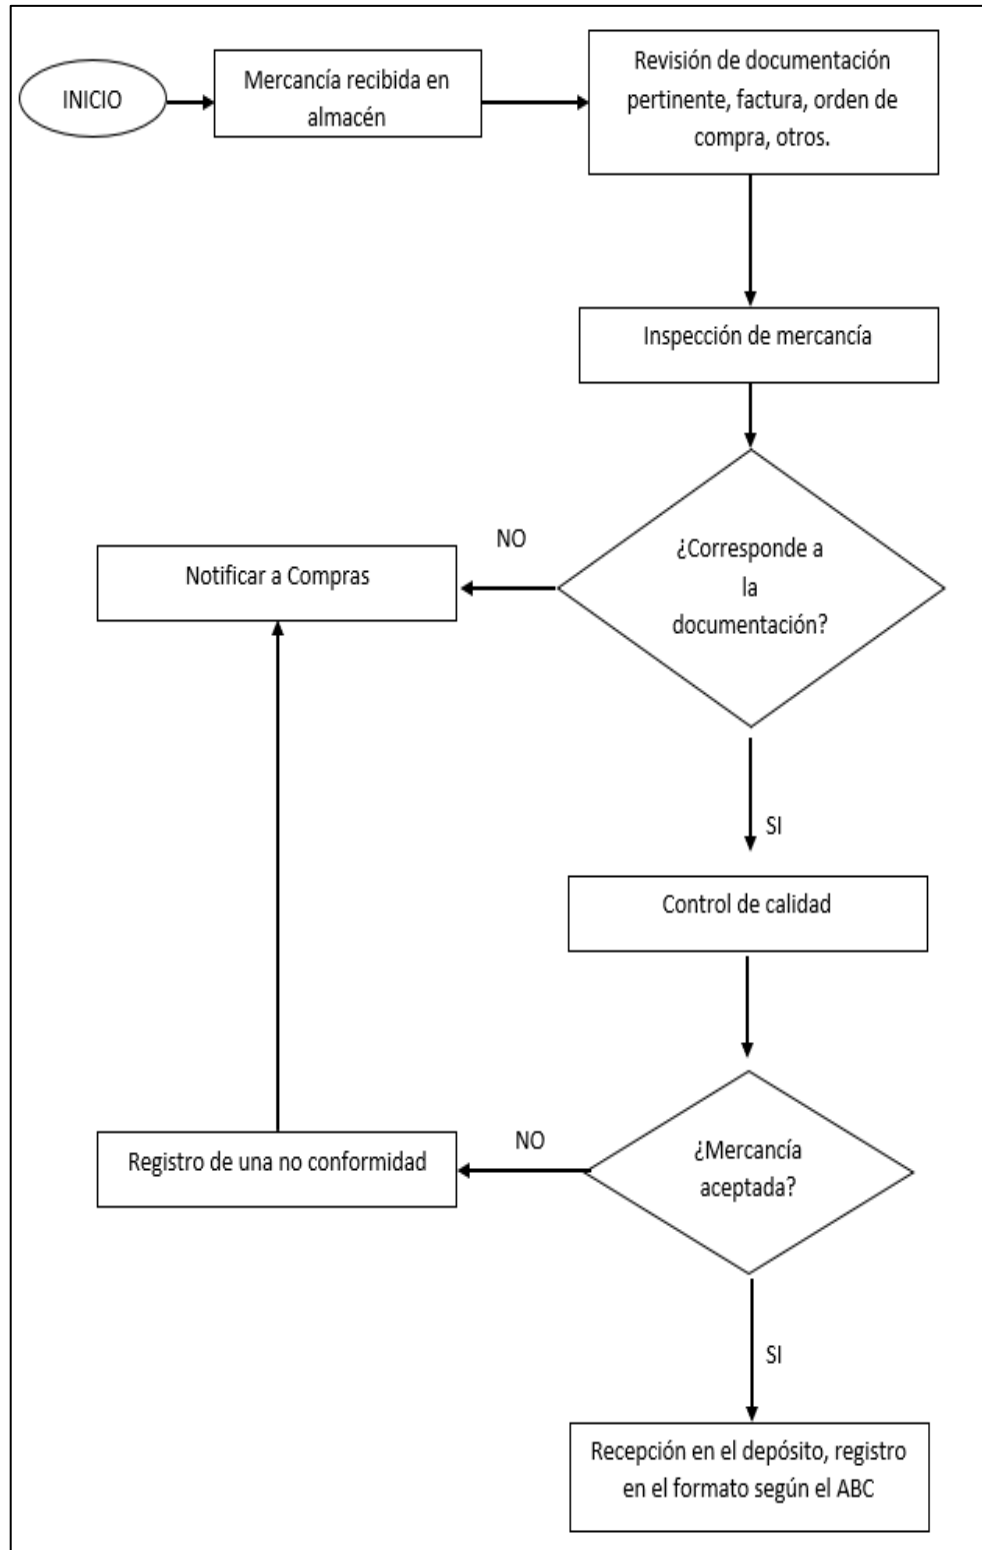 INICIO
Mercancía recibida en
almacén
Revisión de documentación
pertinente, factura, orden de
compra, otros.
Inspección de mercancía
¿Corresponde a
la
documentación?
NO
Notificar a Compras
SI
Control de calidad
¿Mercancía
aceptada?
NO
Registro de una no conformidad
SI
Recepción en el depósito, registro
en el formato según el ABC